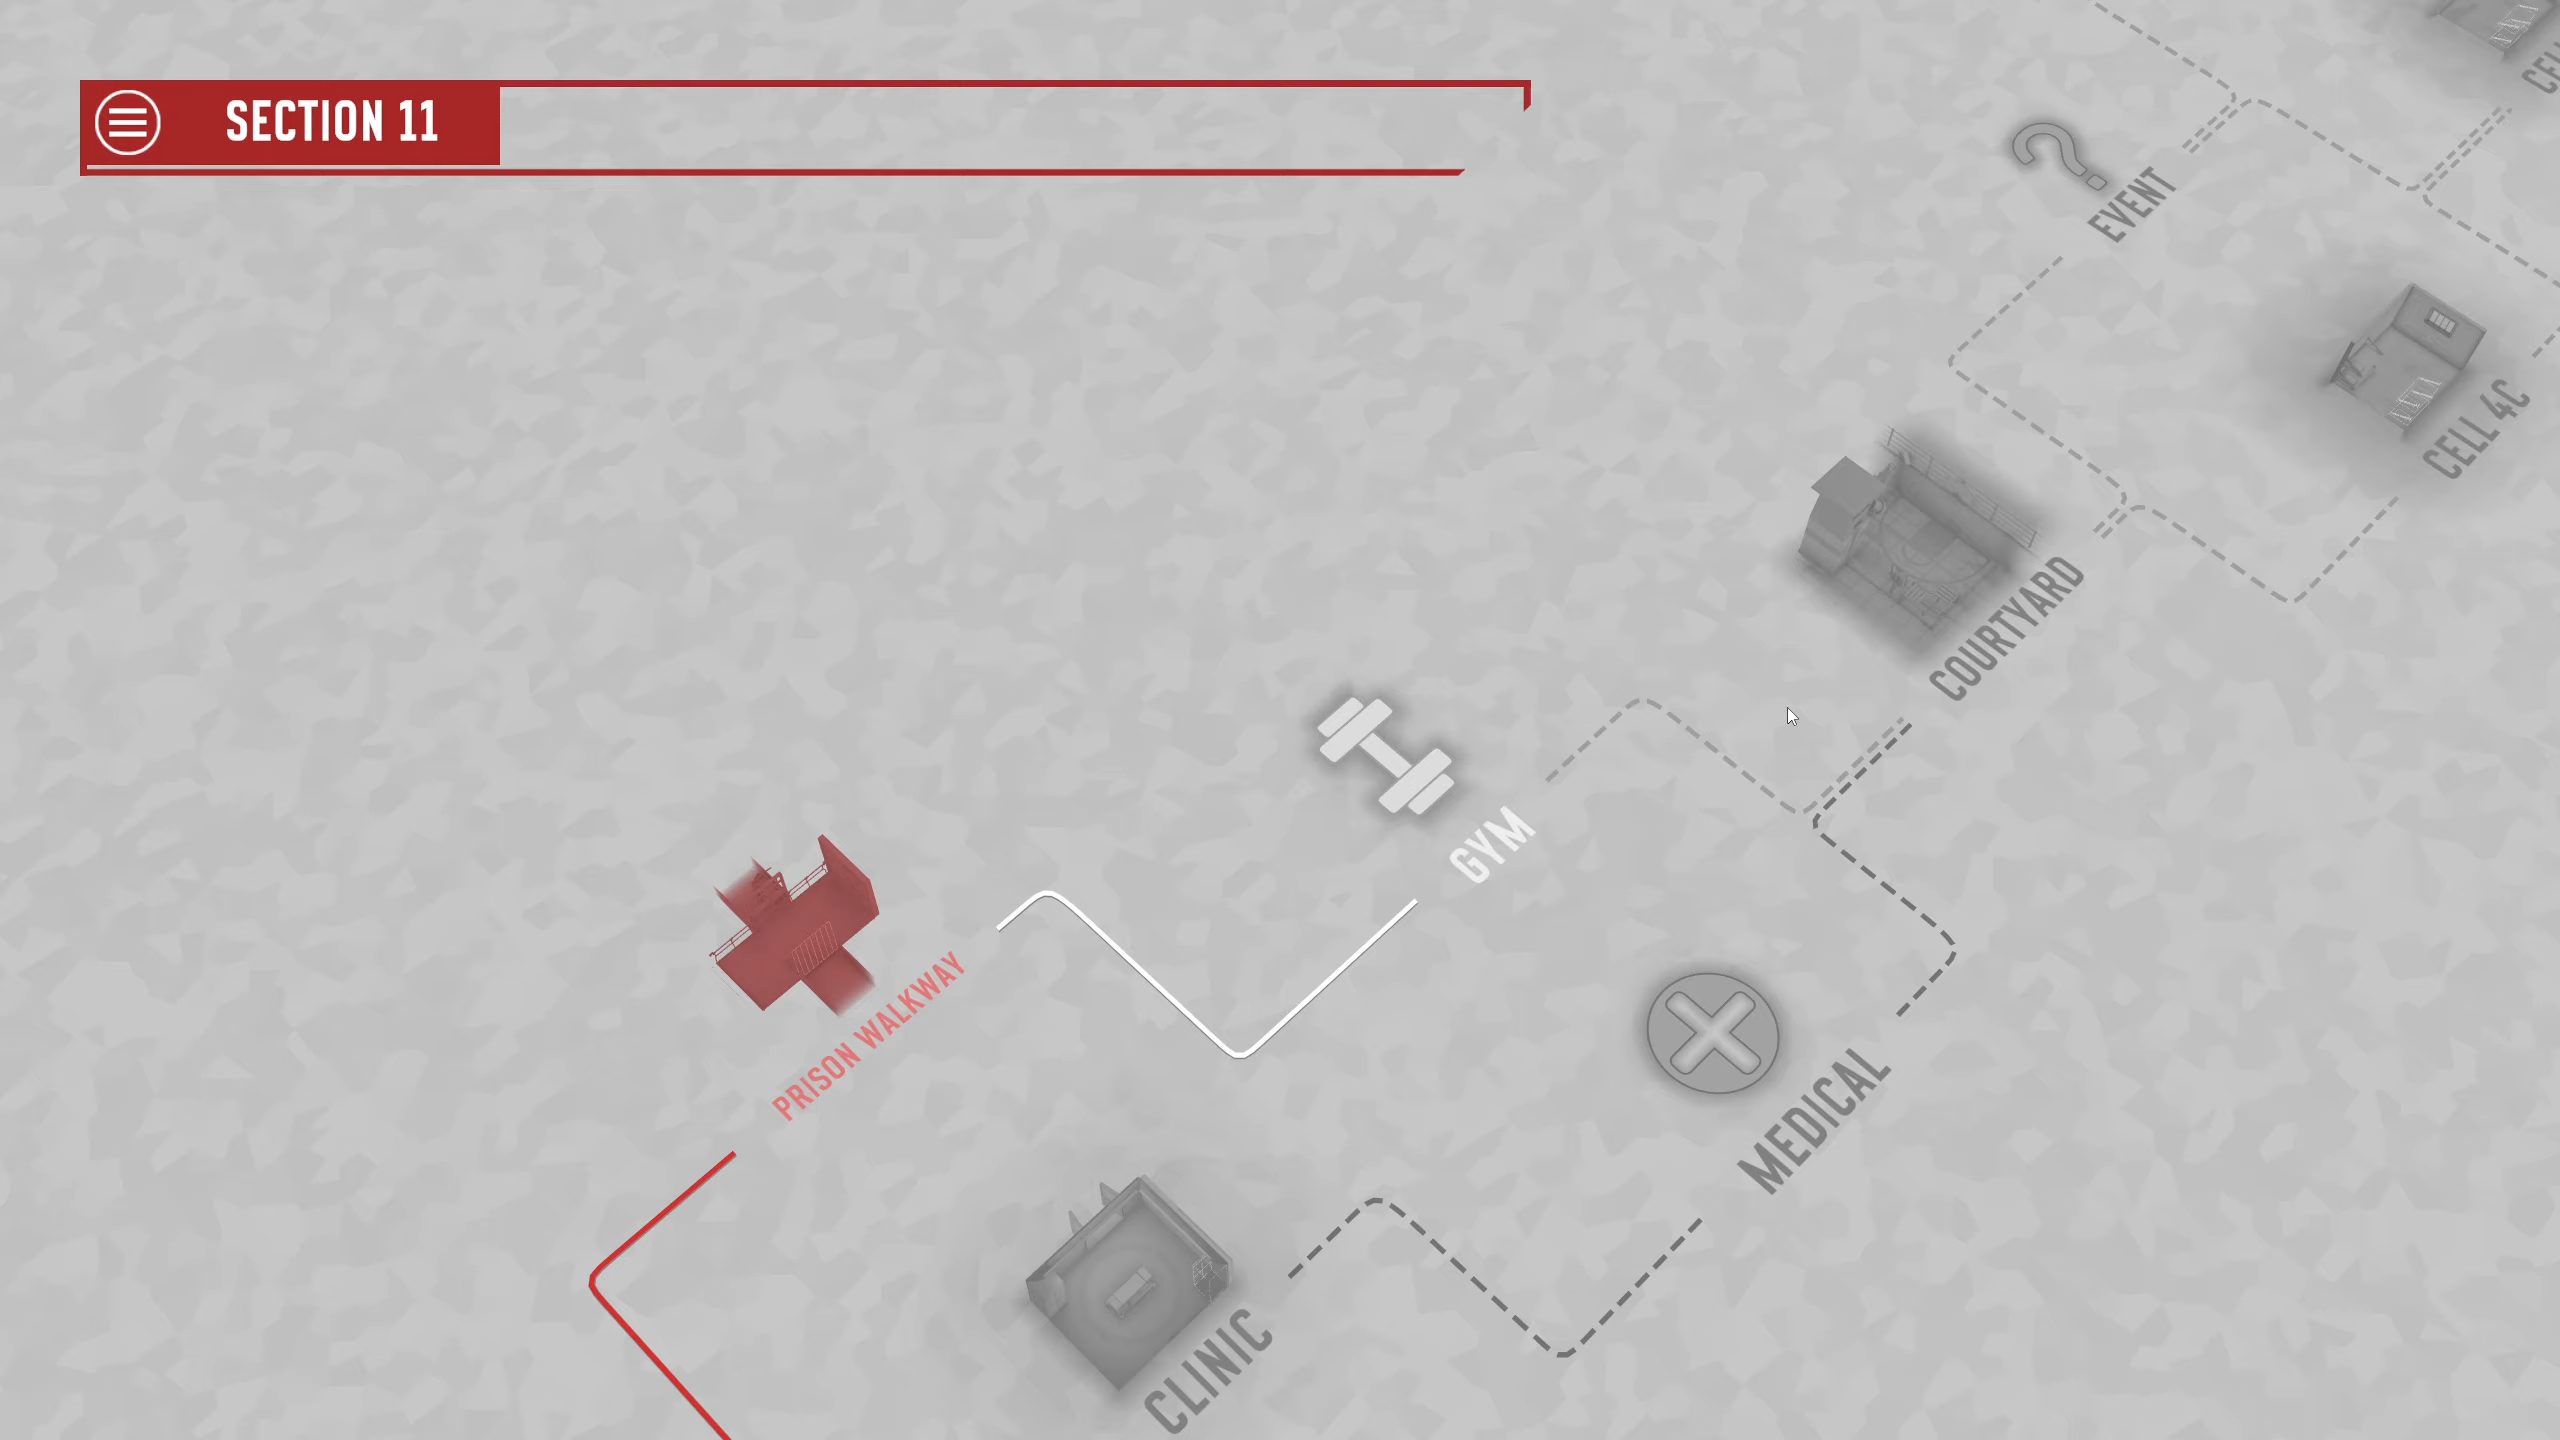 SECTION 11
EVENT
CELL 4C
COURTYARD
GYM
PRISON WALKWAY
MEDICAL
CLINIC